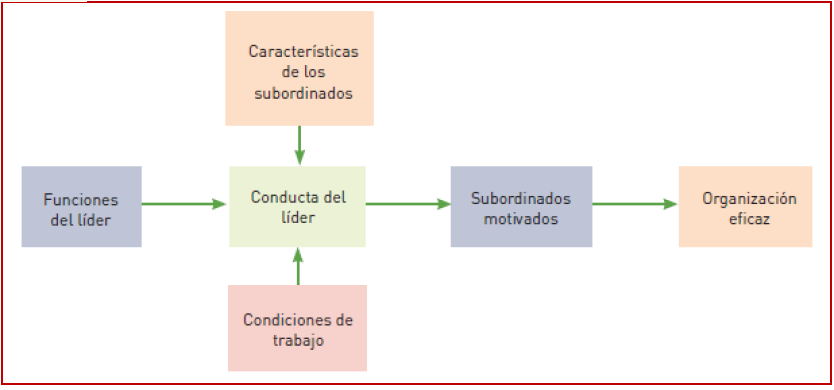 Características
de los
subordinados
Funciones
del líder
Conducta del
líder
Subordinados
motivados
Organización
eficaz
Condiciones de
trabajo